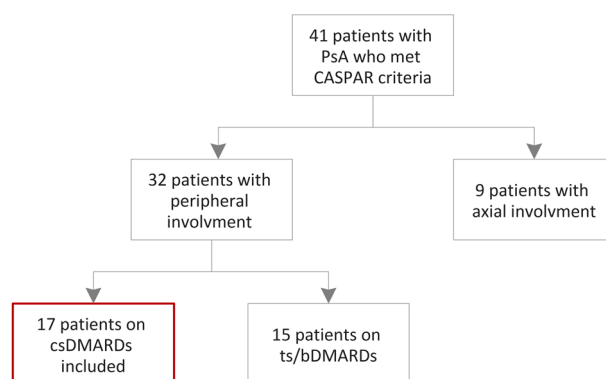 41 patients with
PsA who met
CASPAR criteria
32 patients with
peripheral
involvment
9 patients with
axial involvment
17 patients on
csDMARDs
included
15 patients on
ts/bDMARDs